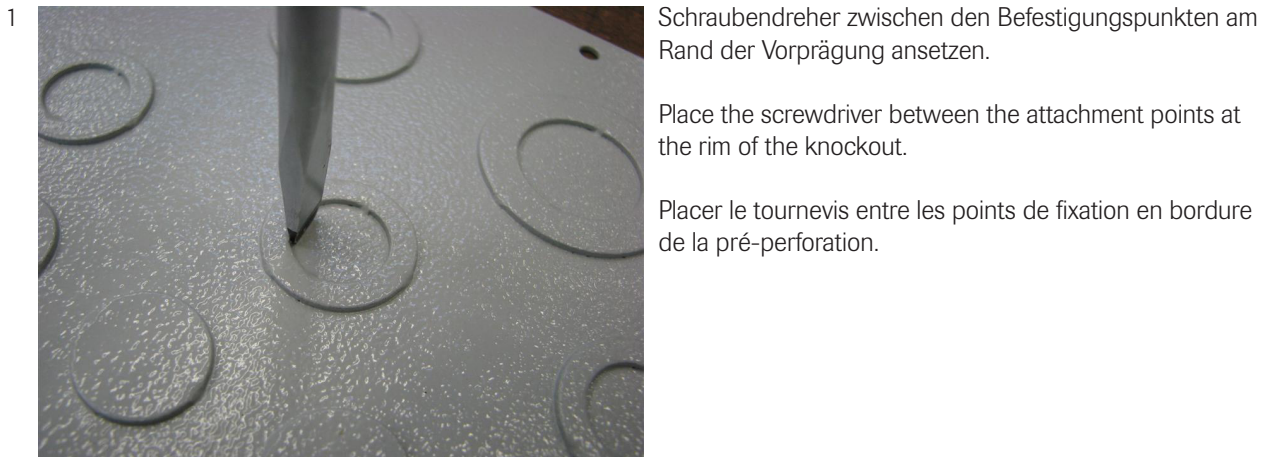 1
Schraubendreher zwischen den Befestigungspunkten am
Rand der Vorprägung ansetzen.
Place the screwdriver between the attachment points at
the rim of the knockout.
Placer le tournevis entre les points de fixation en bordure
de la pré-perforation.